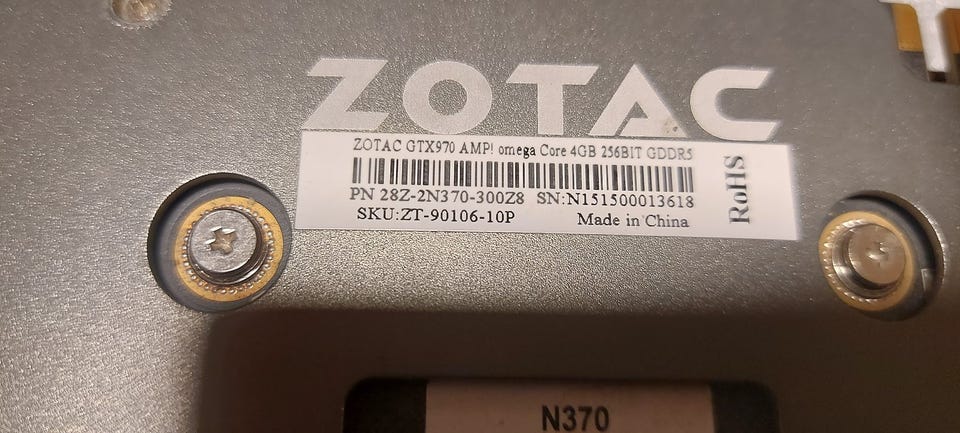 ZOTAC
ZOTAC GTX970 AMP! omega Core 4GB 256BIT GDDR5
PN 28Z-2N370-300Z8 SN:N151500013618
SKU:ZT-90106-10P Made in China
RoHS
N370